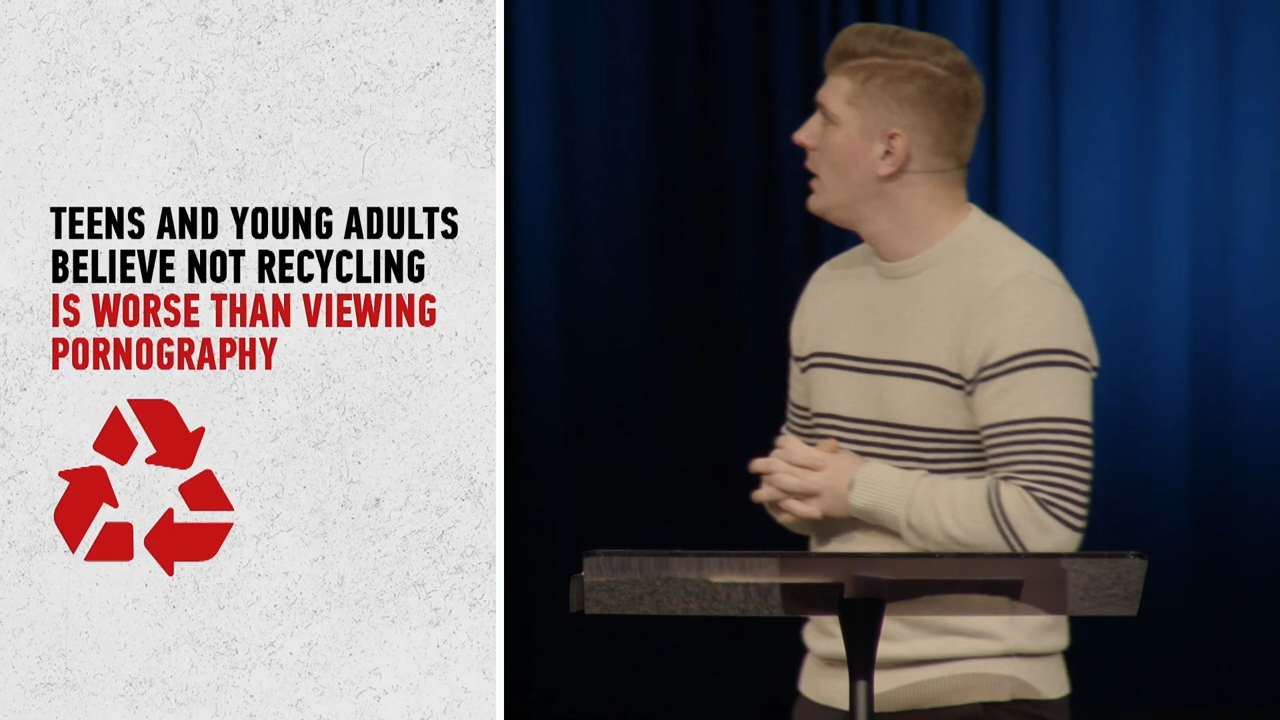 TEENS AND YOUNG ADULTS
BELIEVE NOT RECYCLING
IS WORSE THAN VIEWING
PORNOGRAPHY